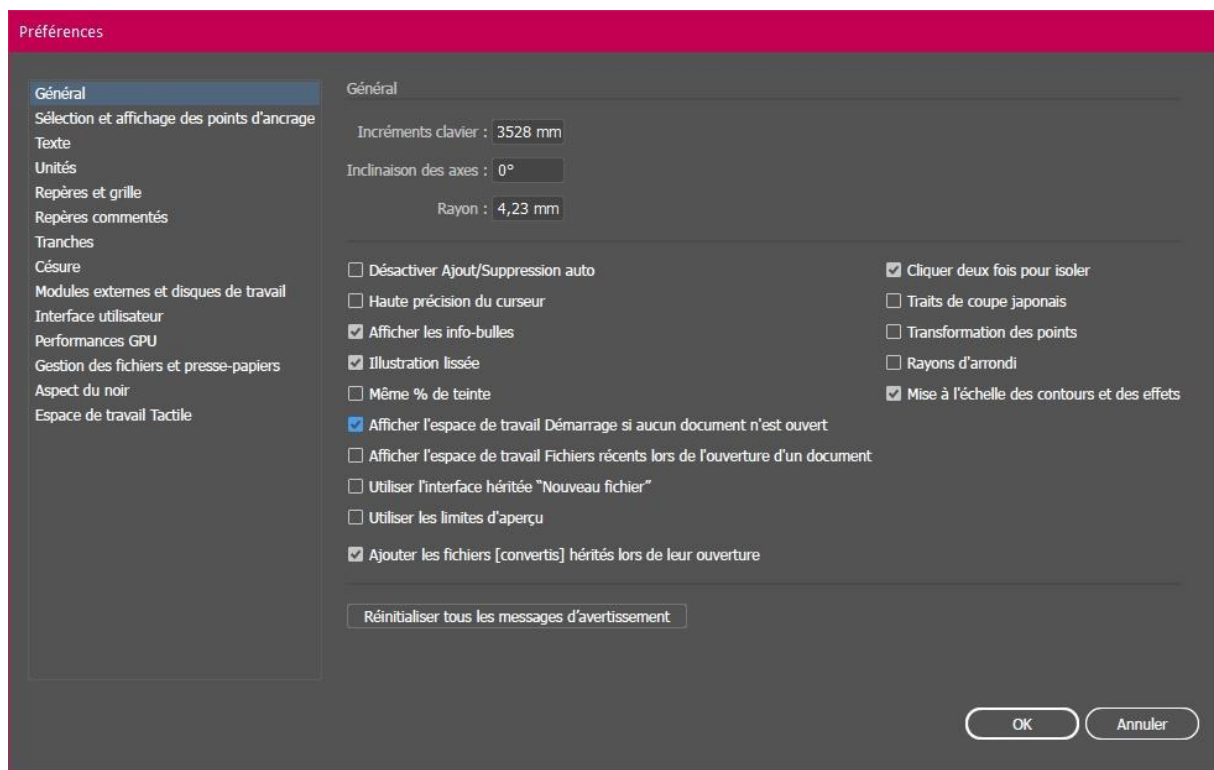 Préférences
Général
Sélection et affichage des points d'ancrage
Texte
Unités
Repères et grille
Repères commentés
Tranches
Césure
Modules externes et disques de travail
Interface utilisateur
Performances GPU
Gestion des fichiers et presse-papiers
Aspect du noir
Espace de travail Tactile
Général
Incréments clavier : 3528 mm
Inclinaison des axes : 0°
Rayon : 4,23 mm
Désactiver Ajout/Suppression auto
Haute précision du curseur
Afficher les info-bulles
Illustration lissée
Même % de teinte
Afficher l'espace de travail Démarrage si aucun document n'est ouvert
Afficher l'espace de travail Fichiers récents lors de l'ouverture d'un document
Utiliser l'interface héritée "Nouveau fichier"
Utiliser les limites d'aperçu
Ajouter les fichiers [convertis] hérités lors de leur ouverture
Cliquer deux fois pour isoler
Traits de coupe japonais
Transformation des points
Rayons d'arrondi
Mise à l'échelle des contours et des effets
Réinitialiser tous les messages d'avertissement
OK
Annuler